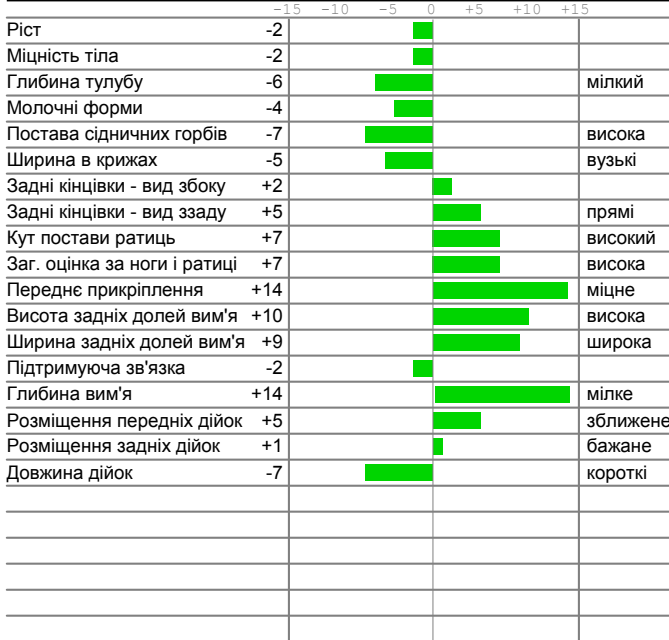 -15 -10 -5 0 +5 +10 +15
Ріст -2
Міцність тіла -2
Глибина тулубу -6 мілкий
Молочні форми -4
Постава сідничних горбів -7 висока
Ширина в крижах -5 вузькі
Задні кінцівки - вид збоку +2
Задні кінцівки - вид ззаду +5 прямі
Кут постави ратиць +7 високий
Заг. оцінка за ноги і ратиці +7 висока
Переднє прикріплення +14 міцне
Висота задніх долей вим'я +10 висока
Ширина задніх долей вим'я +9 широка
Підтримуюча зв'язка -2
Глибина вим'я +14 мілке
Розміщення передніх дійок +5 зближене
Розміщення задніх дійок +1 бажане
Довжина дійок -7 короткі